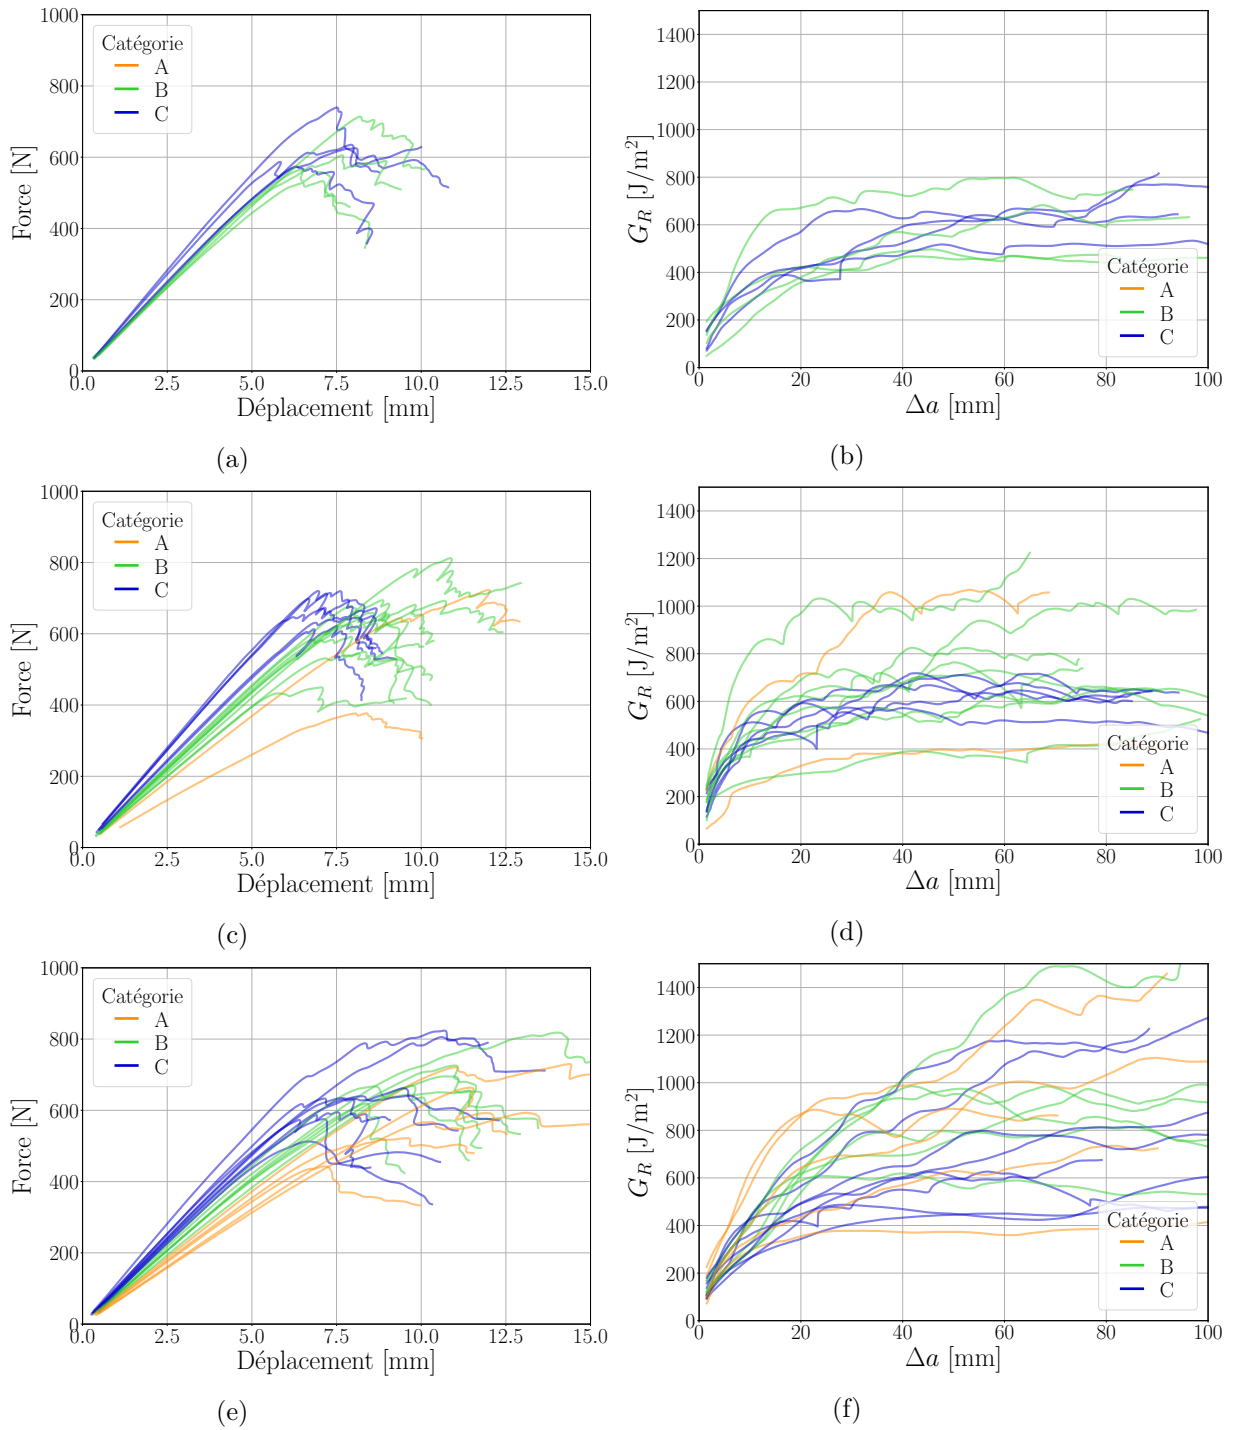 1000
800
600
400
200
0
0.0 2.5 5.0 7.5 10.0 12.5 15.0
Force [N]
Déplacement [mm]
Catégorie
A
B
C
(a)
1400
1200
1000
800
600
400
200
0
0 20 40 60 80 100
G_R [J/m²]
Δa [mm]
Catégorie
A
B
C
(b)
1000
800
600
400
200
0
0.0 2.5 5.0 7.5 10.0 12.5 15.0
Force [N]
Déplacement [mm]
Catégorie
A
B
C
(c)
1400
1200
1000
800
600
400
200
0
0 20 40 60 80 100
G_R [J/m²]
Δa [mm]
Catégorie
A
B
C
(d)
1000
800
600
400
200
0
0.0 2.5 5.0 7.5 10.0 12.5 15.0
Force [N]
Déplacement [mm]
Catégorie
A
B
C
(e)
1400
1200
1000
800
600
400
200
0
0 20 40 60 80 100
G_R [J/m²]
Δa [mm]
Catégorie
A
B
C
(f)